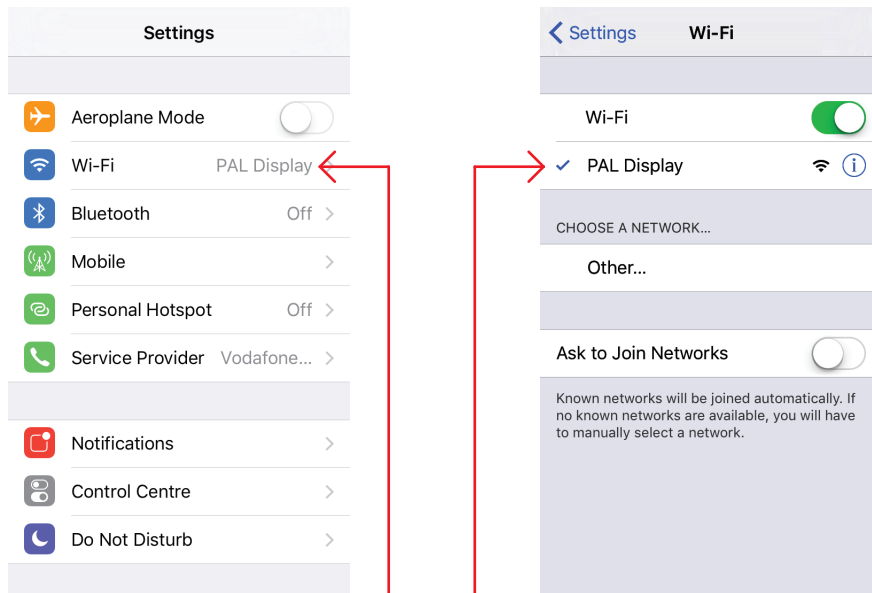 Settings
Aeroplane Mode
Wi-Fi PAL Display
Bluetooth Off
Mobile
Personal Hotspot Off
Service Provider Vodafone...
Notifications
Control Centre
Do Not Disturb
Settings Wi-Fi
Wi-Fi
PAL Display
CHOOSE A NETWORK...
Other...
Ask to Join Networks
Known networks will be joined automatically. If
no known networks are available, you will have
to manually select a network.